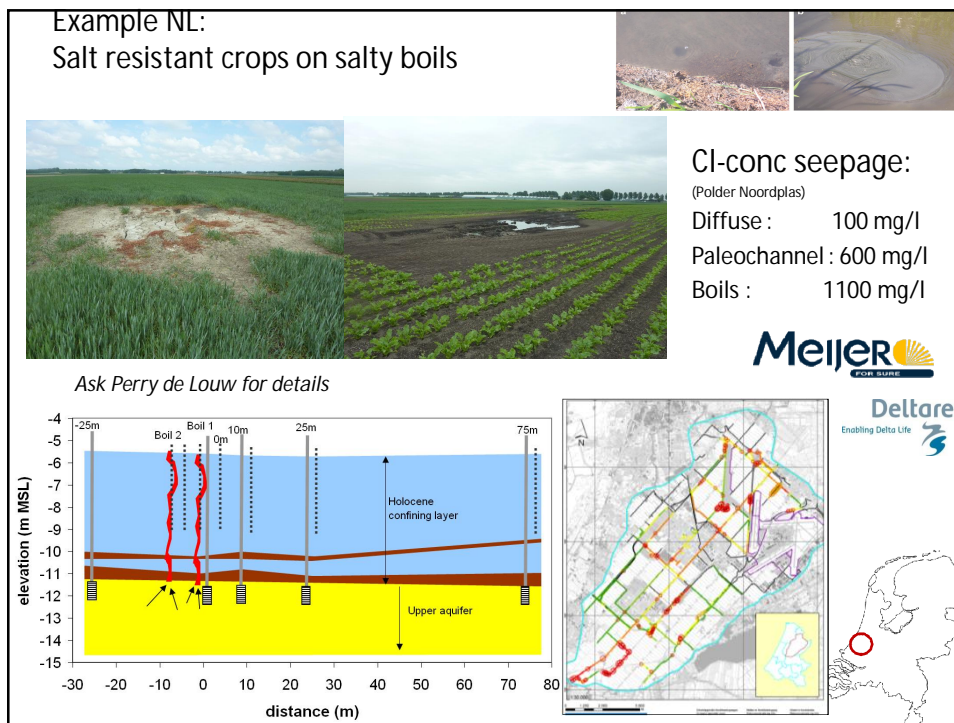 Example NL:
Salt resistant crops on salty boils
Cl-conc seepage:
(Polder Noordplas)
Diffuse : 100 mg/l
Paleochannel : 600 mg/l
Boils : 1100 mg/l
Meijer
FOR SURE
Deltare
Enabling Delta Life
Ask Perry de Louw for details
-25m
Boil 2
Boil 1
0m
10m
25m
75m
elevation (m MSL)
-4
-5
-6
-7
-8
-9
-10
-11
-12
-13
-14
-15
Holocene
confining layer
Upper aquifer
-30 -20 -10 0 10 20 30 40 50 60 70 80
distance (m)
N